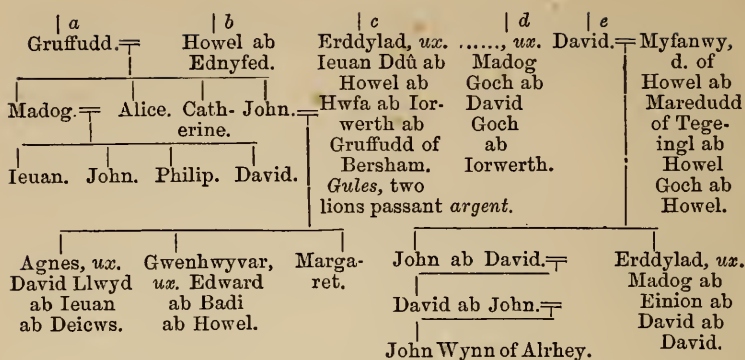 a b c d e
Gruffudd. Howel ab Erddylad, ux. ......, ux. David. Myfanwy,
Ednyfed. Ieuan Ddû ab Madog d. of
Howel ab Goch ab Howel ab
Madog. Alice. Cath- John. Hwfa ab Ior- David Maredudd
erine. werth ab Goch of Tege-
Gruffudd of ab ingl ab
Ieuan. John. Philip. David. Bersham. Iorwerth. Howel
Gules, two Goch ab
lions passant argent. Howel.
Agnes, ux. Gwenhwyvar, Marga- John ab David. Erddylad, ux.
David Llwyd ux. Edward ret. Madog ab
ab Ieuan ab Badi David ab John. Einion ab
ab Deicws. ab Howel. David ab
John Wynn of Alrhey. David.